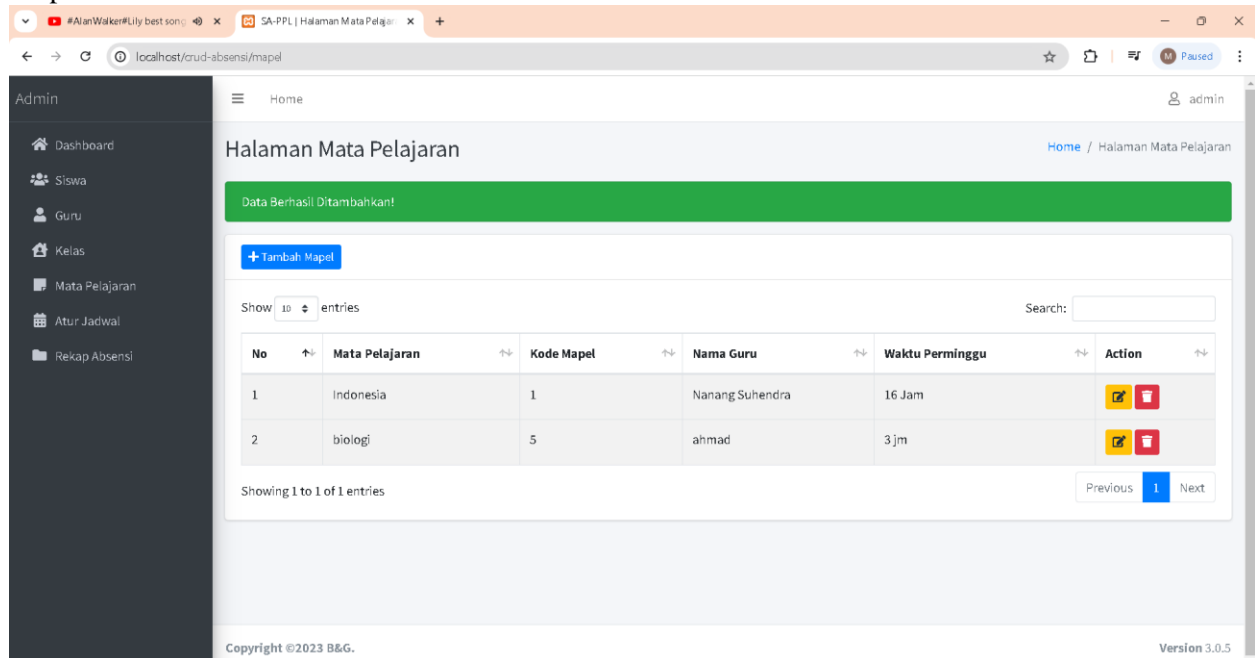 #AlanWalker#Lily best song
SA-PPL | Halaman Mata Pelajar
localhost/crud-absensi/mapel
M Paused
Admin
Home
admin
Dashboard
Siswa
Guru
Kelas
Mata Pelajaran
Atur Jadwal
Rekap Absensi
Halaman Mata Pelajaran
Home / Halaman Mata Pelajaran
Data Berhasil Ditambahkan!
+ Tambah Mapel
Show 10 entries
Search:
No Mata Pelajaran Kode Mapel Nama Guru Waktu Perminggu Action
1 Indonesia 1 Nanang Suhendra 16 Jam
2 biologi 5 ahmad 3 jm
Showing 1 to 1 of 1 entries
Previous 1 Next
Copyright ©2023 B&G.
Version 3.0.5